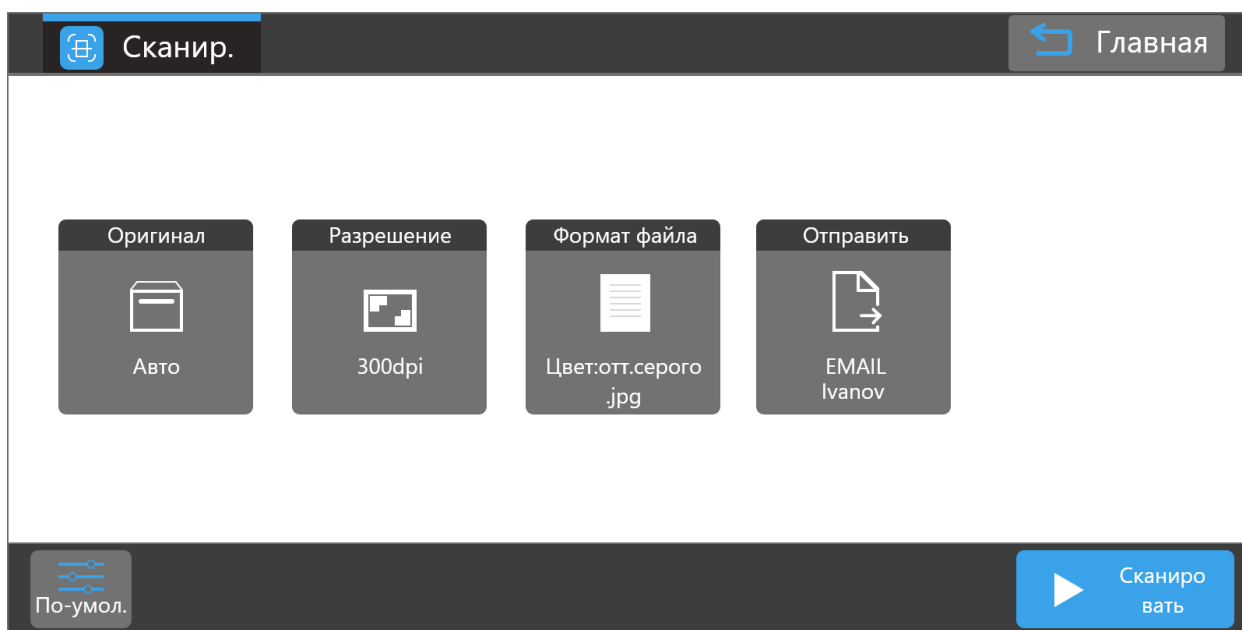 Сканир.
Главная
Оригинал
Авто
Разрешение
300dpi
Формат файла
Цвет:отт.серого
.jpg
Отправить
EMAIL
Ivanov
По-умол.
Сканиро
вать